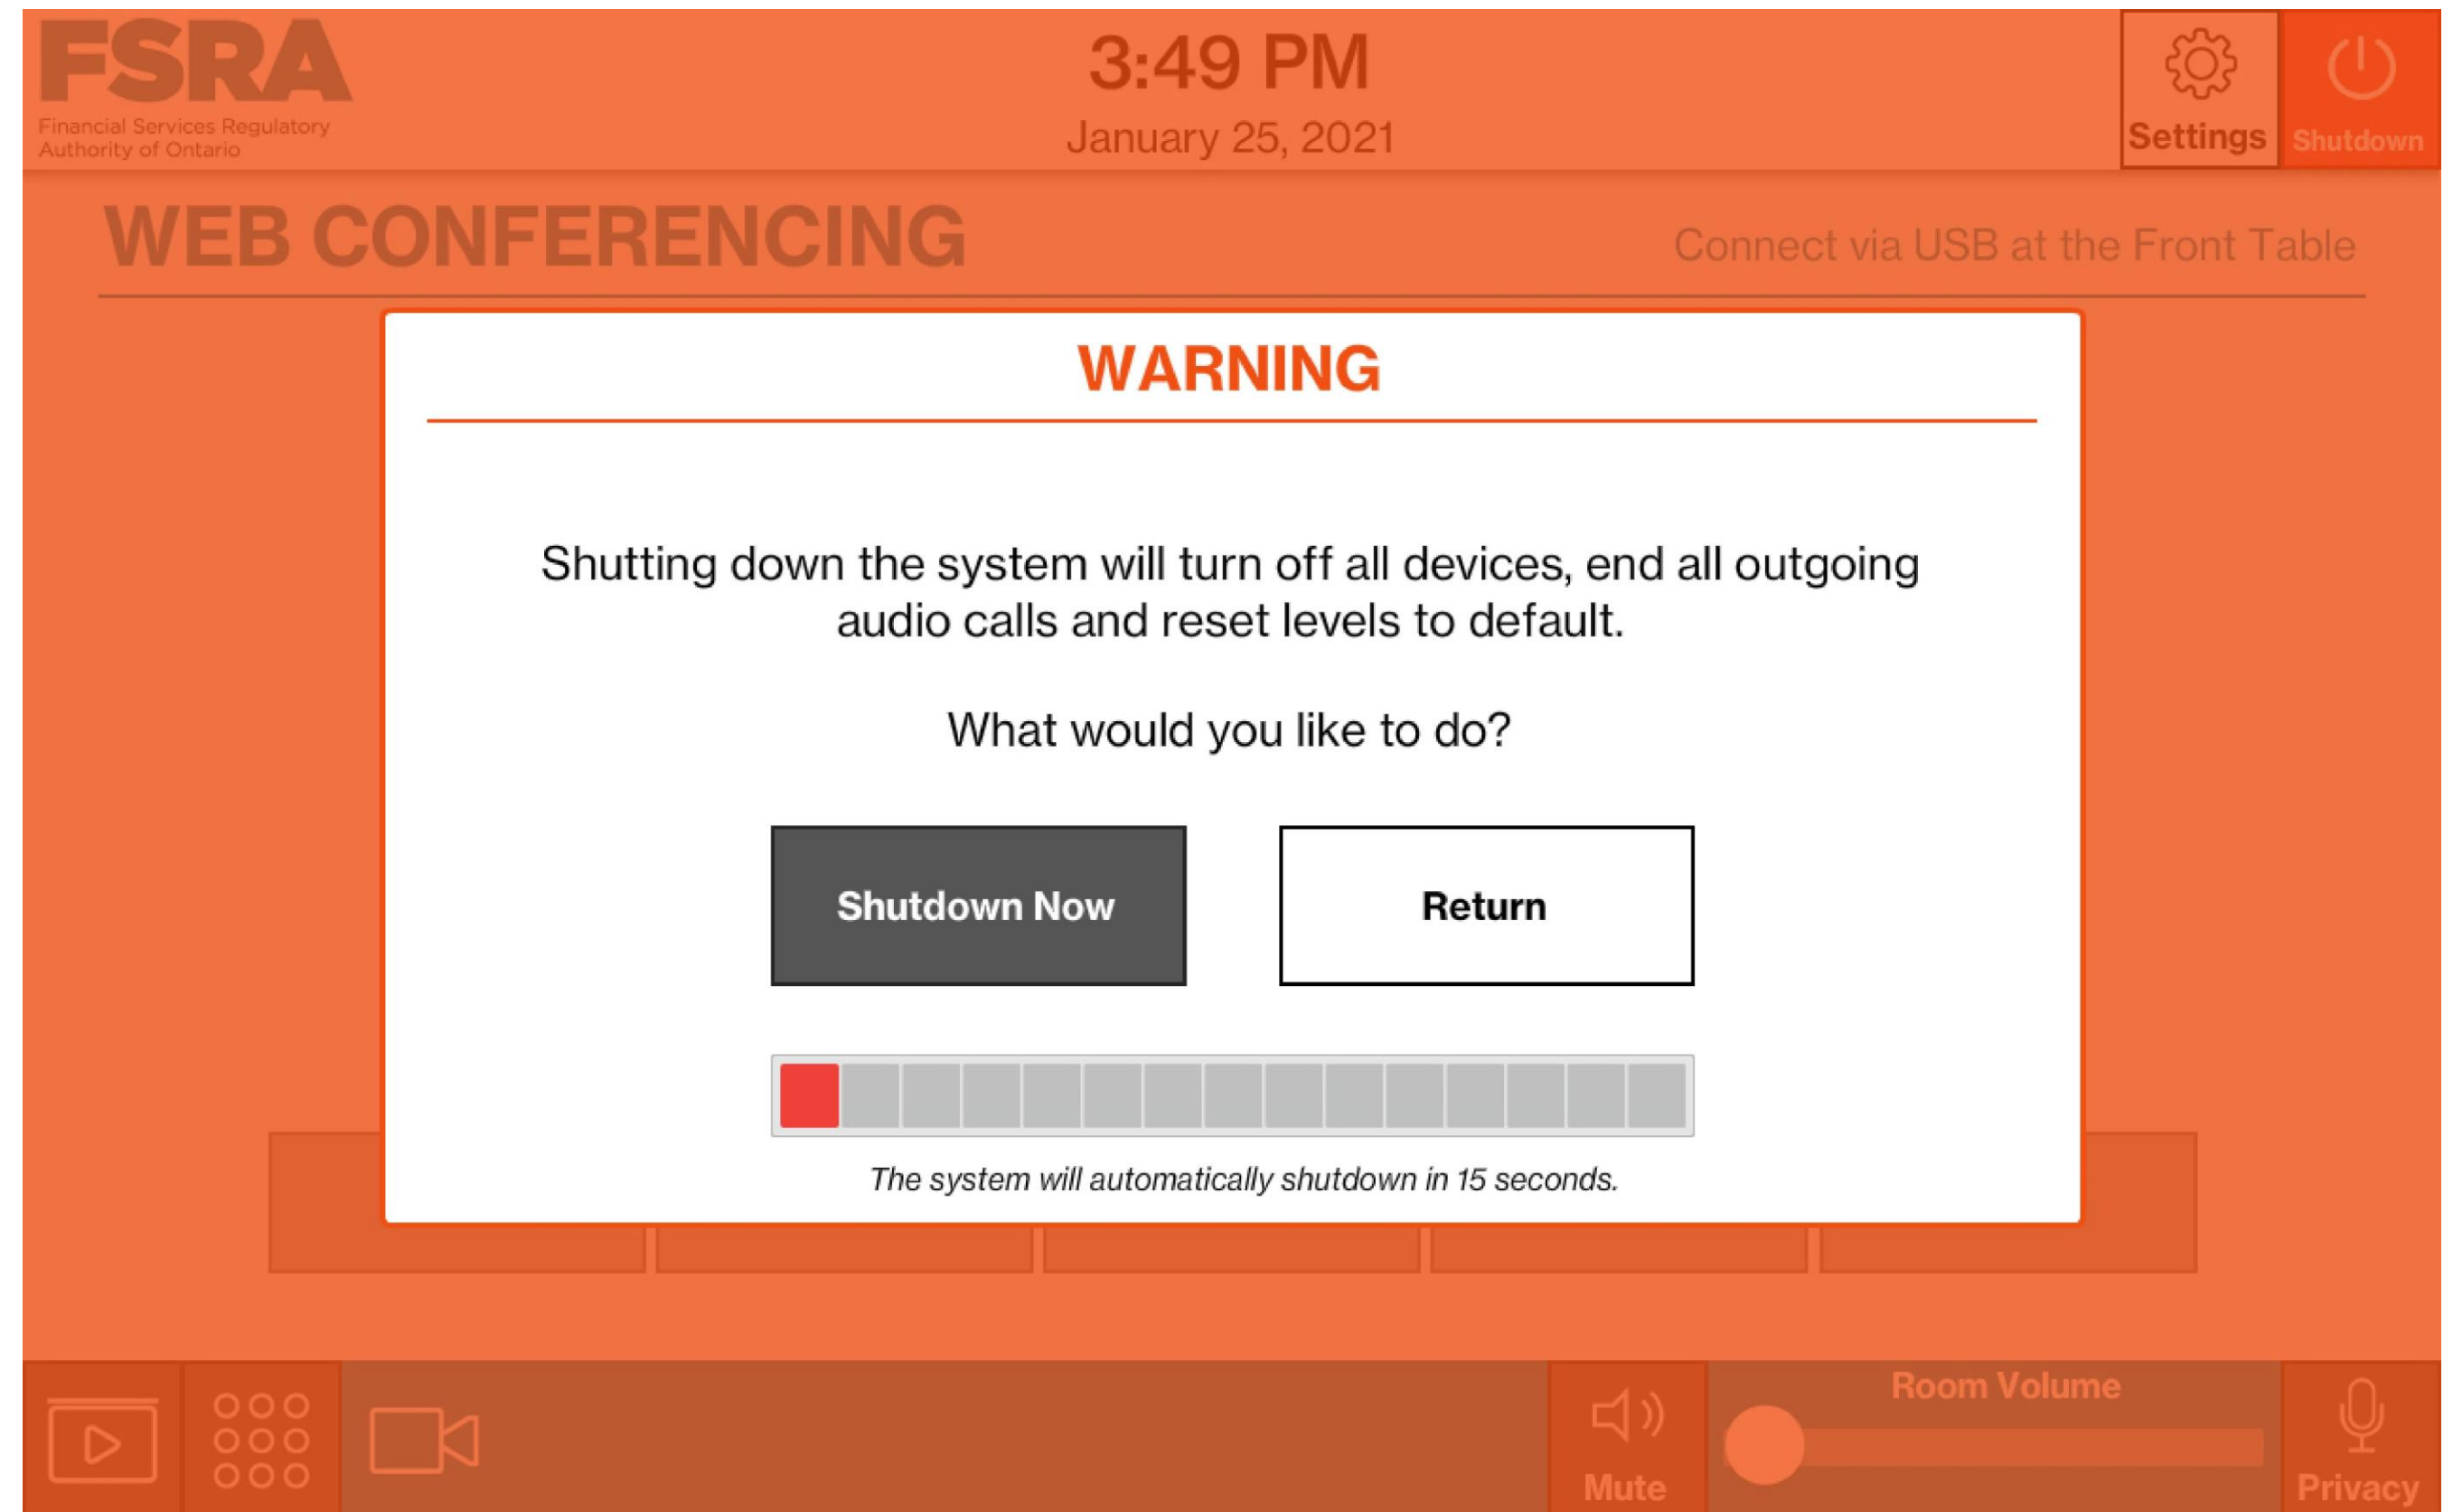 FSRA
Financial Services Regulatory
Authority of Ontario
3:49 PM
January 25, 2021
Settings
Shutdown
WEB CONFERENCING
Connect via USB at the Front Table
WARNING
Shutting down the system will turn off all devices, end all outgoing
audio calls and reset levels to default.
What would you like to do?
Shutdown Now
Return
The system will automatically shutdown in 15 seconds.
Mute
Room Volume
Privacy